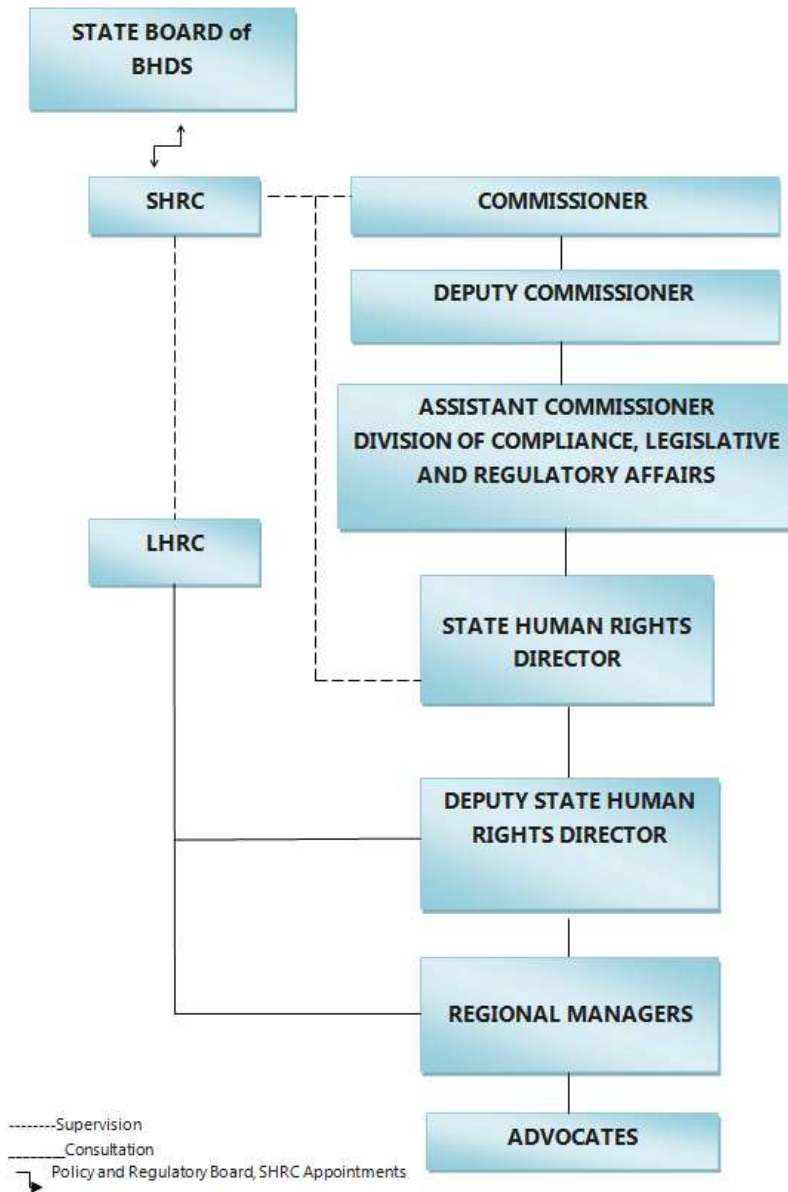 STATE BOARD of
BHDS
SHRC
COMMISSIONER
DEPUTY COMMISSIONER
ASSISTANT COMMISSIONER
DIVISION OF COMPLIANCE, LEGISLATIVE
AND REGULATORY AFFAIRS
LHRC
STATE HUMAN RIGHTS
DIRECTOR
DEPUTY STATE HUMAN
RIGHTS DIRECTOR
REGIONAL MANAGERS
ADVOCATES
--------Supervision
________Consultation
Policy and Regulatory Board, SHRC Appointments